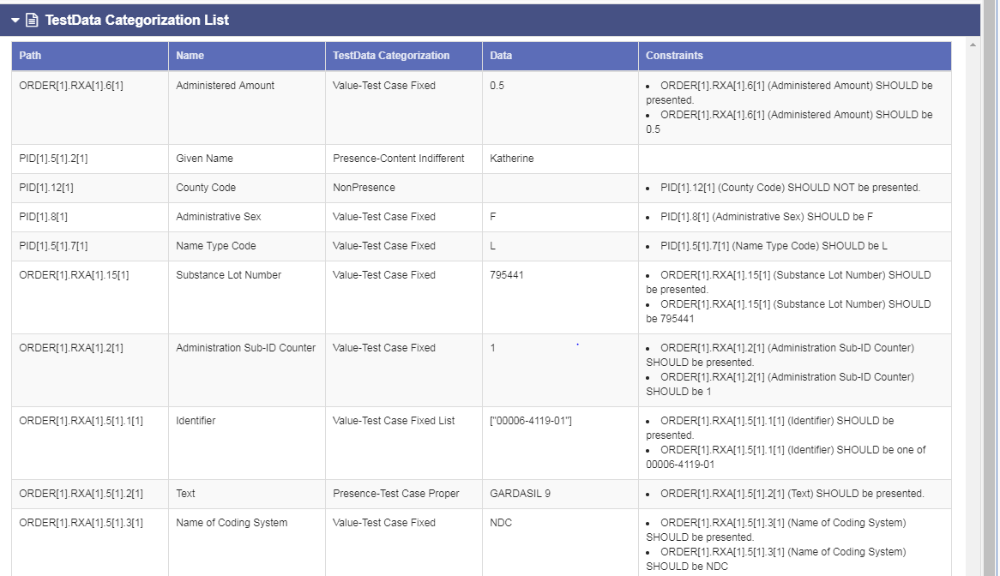 TestData Categorization List
Path Name TestData Categorization Data Constraints
ORDER[1].RXA[1].6[1] Administered Amount Value-Test Case Fixed 0.5 • ORDER[1].RXA[1].6[1] (Administered Amount) SHOULD be
presented.
• ORDER[1].RXA[1].6[1] (Administered Amount) SHOULD be
0.5
PID[1].5[1].2[1] Given Name Presence-Content Indifferent Katherine
PID[1].12[1] County Code NonPresence • PID[1].12[1] (County Code) SHOULD NOT be presented.
PID[1].8[1] Administrative Sex Value-Test Case Fixed F • PID[1].8[1] (Administrative Sex) SHOULD be F
PID[1].5[1].7[1] Name Type Code Value-Test Case Fixed L • PID[1].5[1].7[1] (Name Type Code) SHOULD be L
ORDER[1].RXA[1].15[1] Substance Lot Number Value-Test Case Fixed 795441 • ORDER[1].RXA[1].15[1] (Substance Lot Number) SHOULD
be presented.
• ORDER[1].RXA[1].15[1] (Substance Lot Number) SHOULD
be 795441
ORDER[1].RXA[1].2[1] Administration Sub-ID Counter Value-Test Case Fixed 1 • ORDER[1].RXA[1].2[1] (Administration Sub-ID Counter)
SHOULD be presented.
• ORDER[1].RXA[1].2[1] (Administration Sub-ID Counter)
SHOULD be 1
ORDER[1].RXA[1].5[1].1[1] Identifier Value-Test Case Fixed List ["00006-4119-01"] • ORDER[1].RXA[1].5[1].1[1] (Identifier) SHOULD be
presented.
• ORDER[1].RXA[1].5[1].1[1] (Identifier) SHOULD be one of
00006-4119-01
ORDER[1].RXA[1].5[1].2[1] Text Presence-Test Case Proper GARDASIL 9 • ORDER[1].RXA[1].5[1].2[1] (Text) SHOULD be presented.
ORDER[1].RXA[1].5[1].3[1] Name of Coding System Value-Test Case Fixed NDC • ORDER[1].RXA[1].5[1].3[1] (Name of Coding System)
SHOULD be presented.
• ORDER[1].RXA[1].5[1].3[1] (Name of Coding System)
SHOULD be NDC